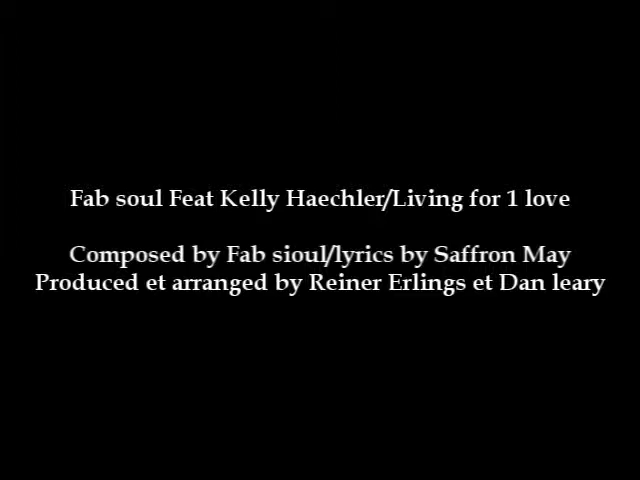 Fab soul Feat Kelly Haechler/Living for 1 love
Composed by Fab sioul/lyrics by Saffron May
Produced et arranged by Reiner Erlings et Dan leary